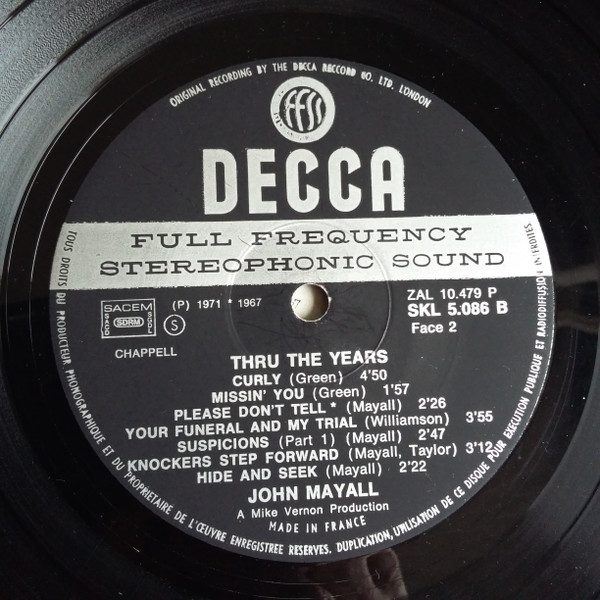 ORIGINAL RECORDING BY THE DECCA RECCORD CO. LTD. LONDON
ffss
DECCA
FULL FREQUENCY
STEREOPHONIC SOUND
SACEM
SACD SDRM SGDL
(P) 1971 * 1967
S
CHAPPELL
7
ZAL 10.479 P
SKL 5.086 B
Face 2
THRU THE YEARS
CURLY (Green) 4'50
MISSIN' YOU (Green) 1'57
PLEASE DON'T TELL * (Mayall) 2'26
YOUR FUNERAL AND MY TRIAL (Williamson) 3'55
SUSPICIONS (Part 1) (Mayall) 2'47
KNOCKERS STEP FORWARD (Mayall, Taylor) 3'12
HIDE AND SEEK (Mayall) 2'22
JOHN MAYALL
A Mike Vernon Production
MADE IN FRANCE
TOUS DROITS DU PRODUCTEUR PHONOGRAPHIQUE ET DU PROPRIETAIRE DE L'ŒUVRE ENREGISTREE RESERVES. DUPLICATION, UTILISATION DE CE DISQUE POUR EXECUTION PUBLIQUE ET RADIODIFFUSION INTERDITES